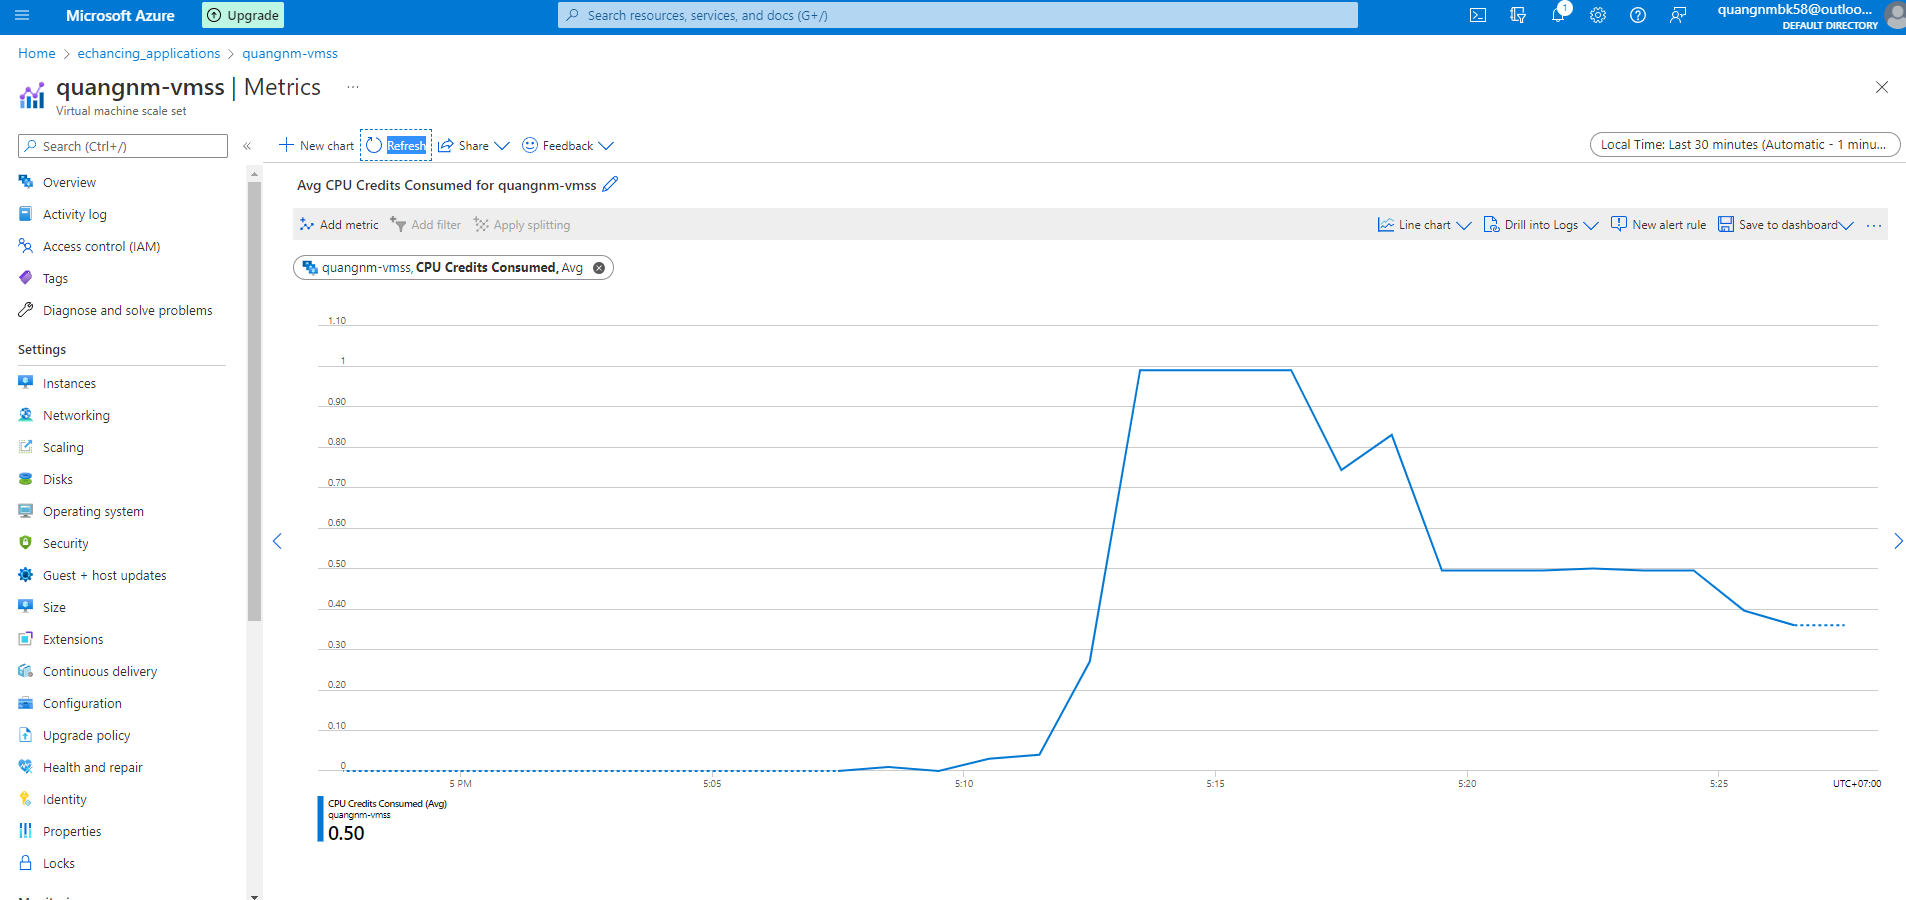 Microsoft Azure
Upgrade
Search resources, services, and docs (G+/)
1
quangnmbk58@outloo...
DEFAULT DIRECTORY
Home > echancing_applications > quangnm-vmss
quangnm-vmss | Metrics ...
Virtual machine scale set
Search (Ctrl+/)
«
Overview
Activity log
Access control (IAM)
Tags
Diagnose and solve problems
Settings
Instances
Networking
Scaling
Disks
Operating system
Security
Guest + host updates
Size
Extensions
Continuous delivery
Configuration
Upgrade policy
Health and repair
Identity
Properties
Locks
New chart Refresh Share Feedback
Local Time: Last 30 minutes (Automatic - 1 minu...
Avg CPU Credits Consumed for quangnm-vmss
Add metric Add filter Apply splitting
Line chart Drill into Logs New alert rule Save to dashboard ...
quangnm-vmss, CPU Credits Consumed, Avg
1.10
1
0.90
0.80
0.70
0.60
0.50
0.40
0.30
0.20
0.10
0
5 PM 5:05 5:10 5:15 5:20 5:25 UTC+07:00
CPU Credits Consumed (Avg)
quangnm-vmss
0.50